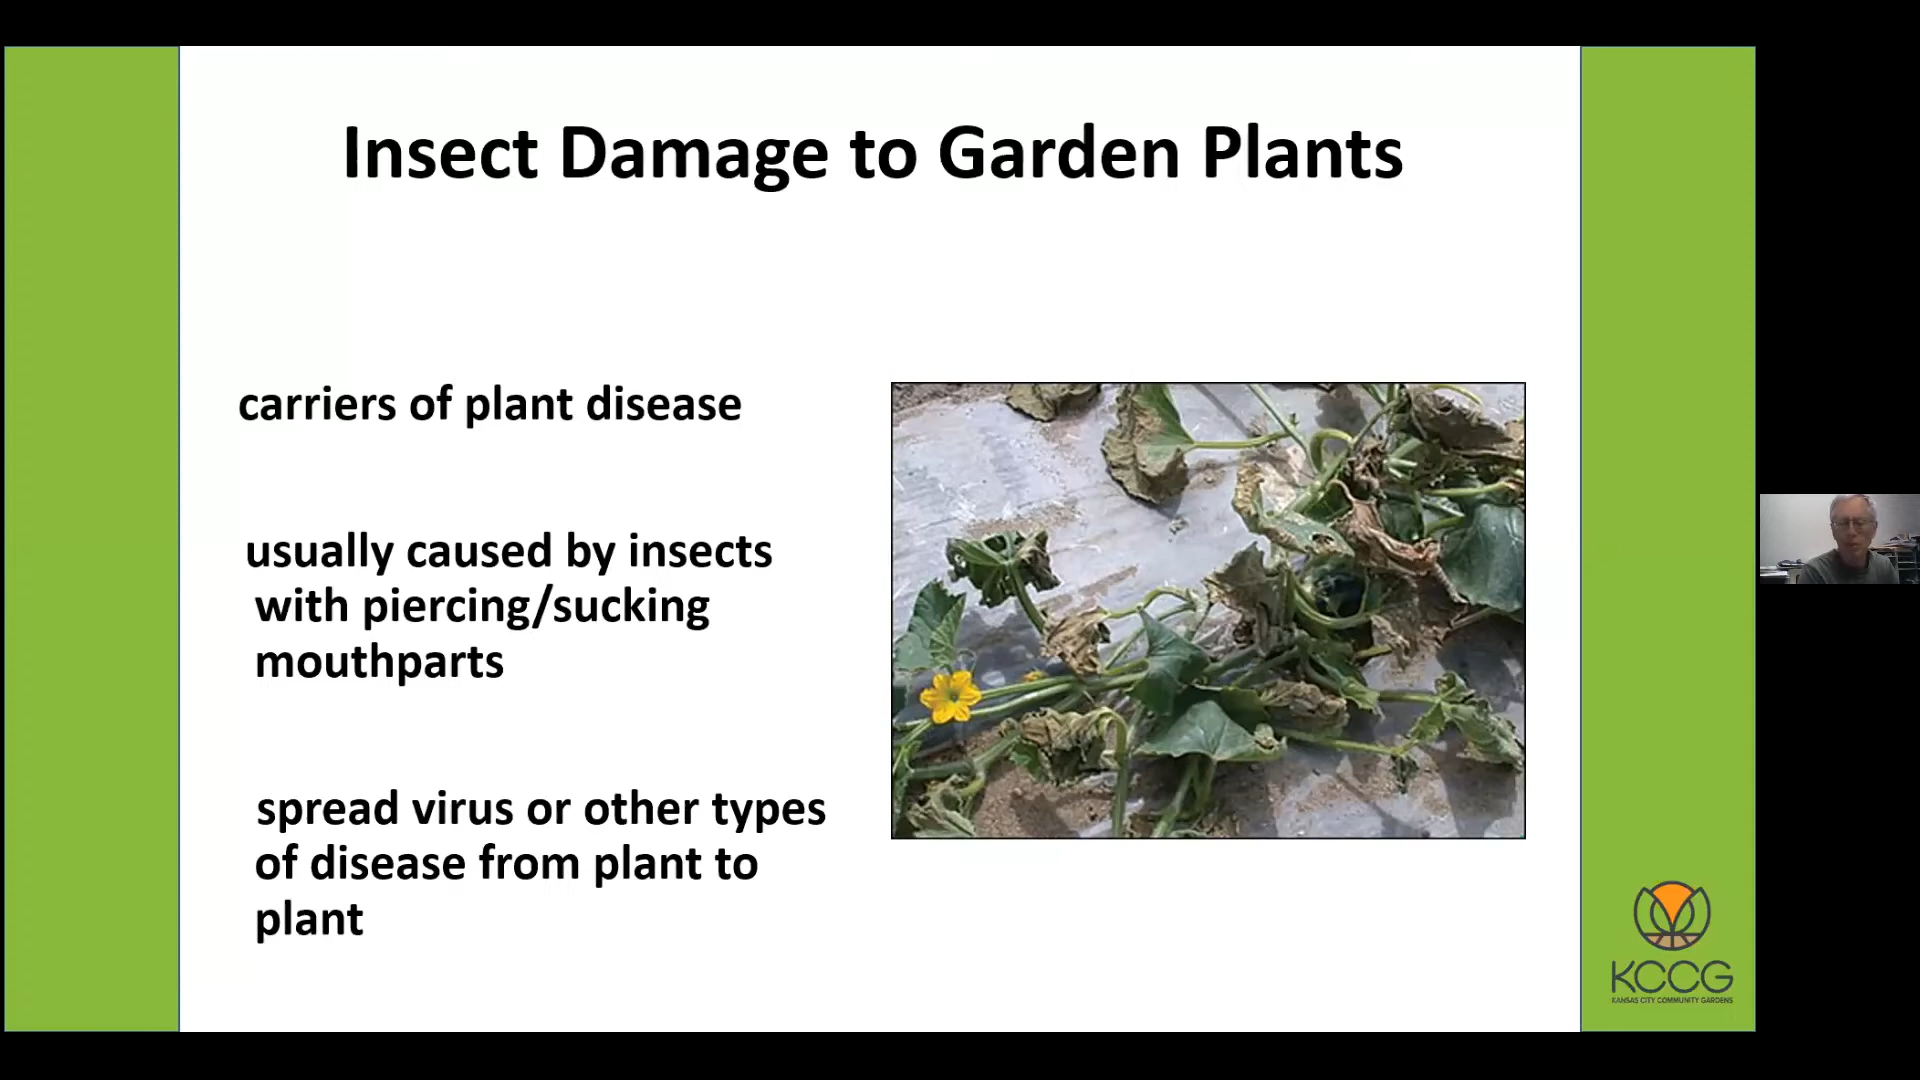 Insect Damage to Garden Plants
carriers of plant disease
usually caused by insects
with piercing/sucking
mouthparts
spread virus or other types
of disease from plant to
plant
KCCG
KANSAS CITY COMMUNITY GARDENS